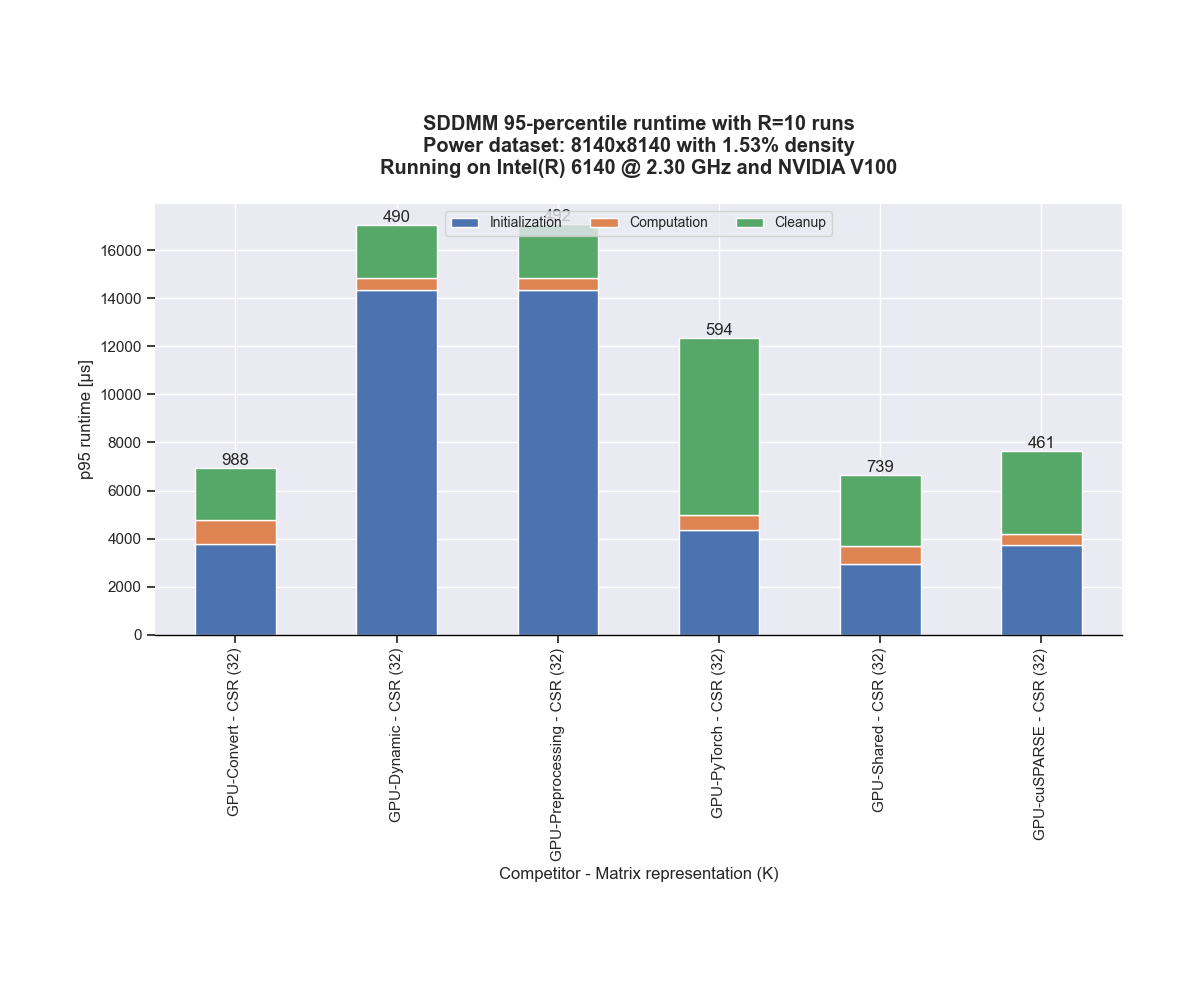 SDDMM 95-percentile runtime with R=10 runs
Power dataset: 8140x8140 with 1.53% density
Running on Intel(R) 6140 @ 2.30 GHz and NVIDIA V100
490
492
Initialization
Computation
Cleanup
16000
14000
12000
10000
8000
6000
4000
2000
0
p95 runtime [µs]
988
594
739
461
GPU-Convert - CSR (32)
GPU-Dynamic - CSR (32)
GPU-Preprocessing - CSR (32)
GPU-PyTorch - CSR (32)
GPU-Shared - CSR (32)
GPU-cuSPARSE - CSR (32)
Competitor - Matrix representation (K)